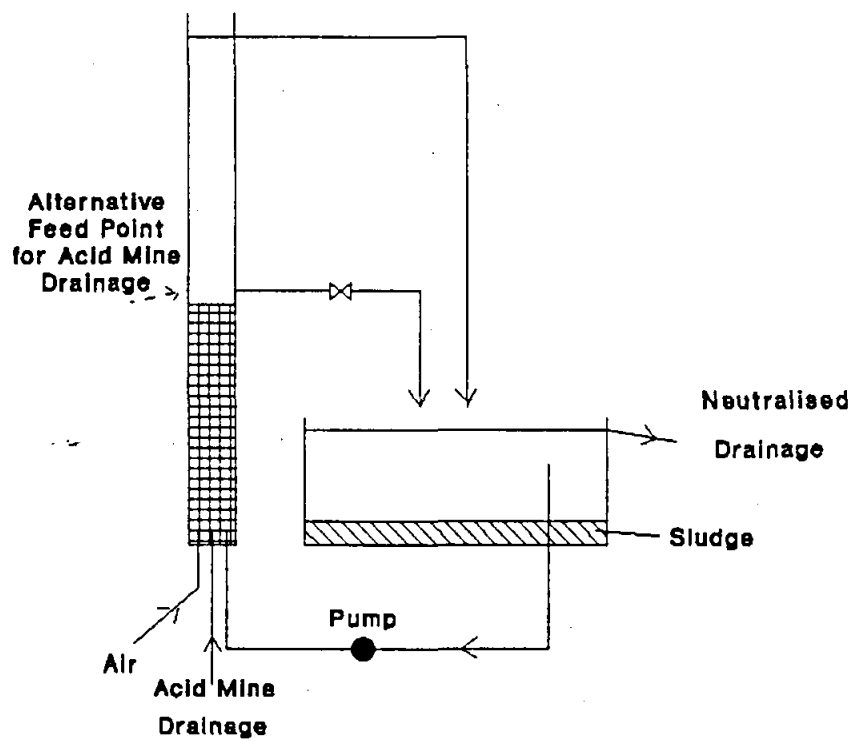 Alternative
Feed Point
for Acid Mine
Drainage
Neutralised
Drainage
Sludge
Pump
Air
Acid Mine
Drainage